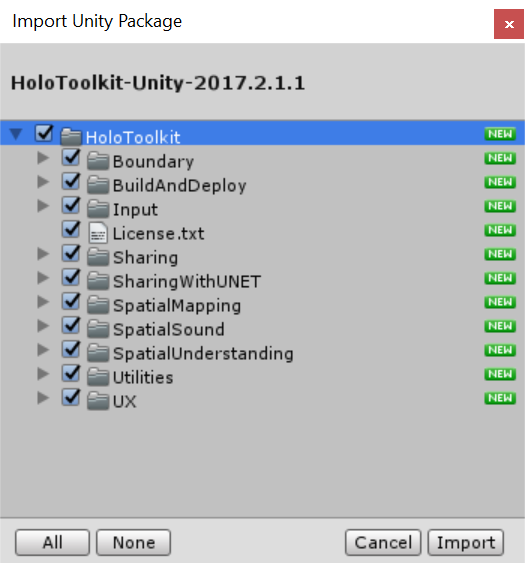 Import Unity Package
HoloToolkit-Unity-2017.2.1.1
HoloToolkit NEW
Boundary NEW
BuildAndDeploy NEW
Input NEW
License.txt NEW
Sharing NEW
SharingWithUNET NEW
SpatialMapping NEW
SpatialSound NEW
SpatialUnderstanding NEW
Utilities NEW
UX NEW
All None Cancel Import